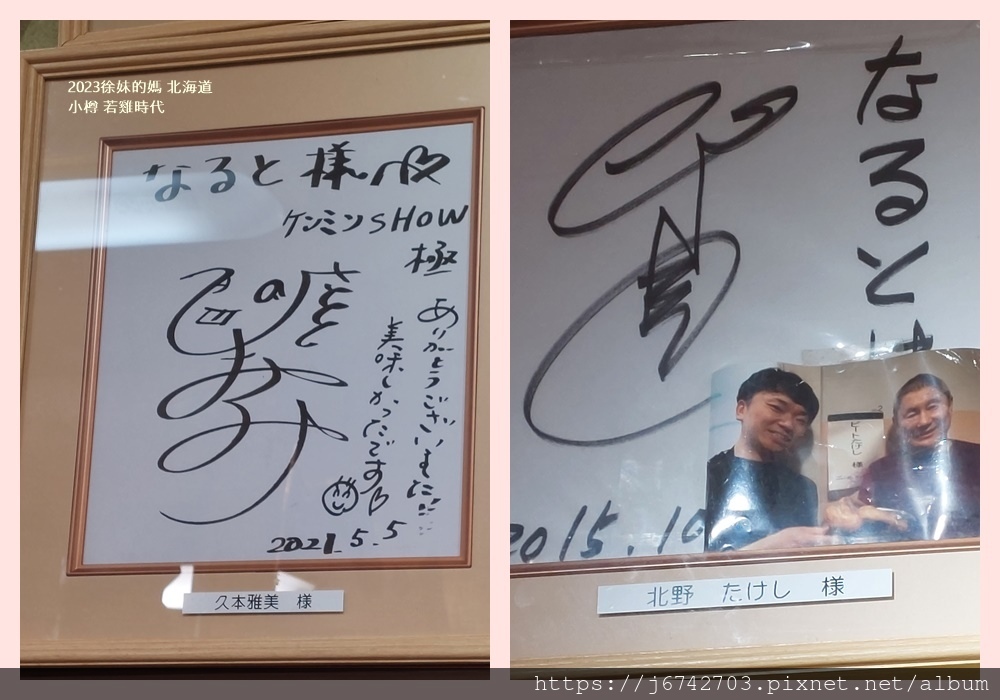 2023徐妹的媽 北海道
小樽 若雞時代
なると様
ケンミンSHOW
極
ありがとうございました
美味しかったです
2021.5.5
久本雅美 様
なると
2015.10
ビートたけし 様
北野 たけし 様
https://j6742703.pixnet.net/album